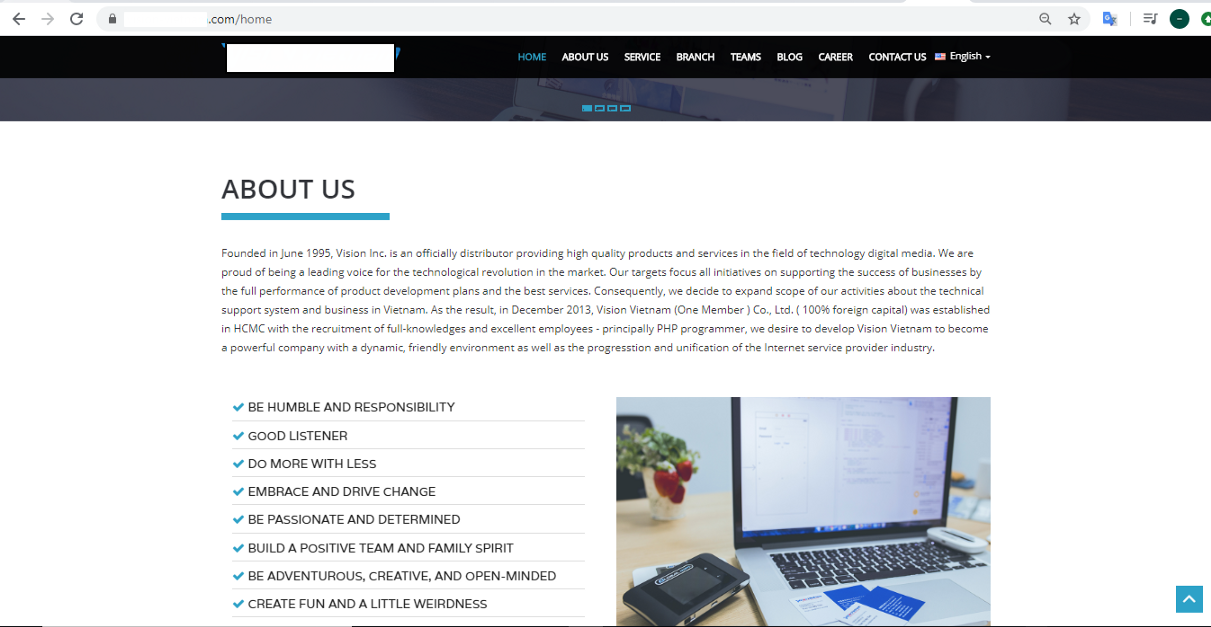 .com/home
HOME ABOUT US SERVICE BRANCH TEAMS BLOG CAREER CONTACT US English
ABOUT US
Founded in June 1995, Vision Inc. is an officially distributor providing high quality products and services in the field of technology digital media. We are
proud of being a leading voice for the technological revolution in the market. Our targets focus all initiatives on supporting the success of businesses by
the full performance of product development plans and the best services. Consequently, we decide to expand scope of our activities about the technical
support system and business in Vietnam. As the result, in December 2013, Vision Vietnam (One Member ) Co., Ltd. ( 100% foreign capital) was established
in HCMC with the recruitment of full-knowledges and excellent employees - principally PHP programmer, we desire to develop Vision Vietnam to become
a powerful company with a dynamic, friendly environment as well as the progresstion and unification of the Internet service provider industry.
BE HUMBLE AND RESPONSIBILITY
GOOD LISTENER
DO MORE WITH LESS
EMBRACE AND DRIVE CHANGE
BE PASSIONATE AND DETERMINED
BUILD A POSITIVE TEAM AND FAMILY SPIRIT
BE ADVENTUROUS, CREATIVE, AND OPEN-MINDED
CREATE FUN AND A LITTLE WEIRDNESS